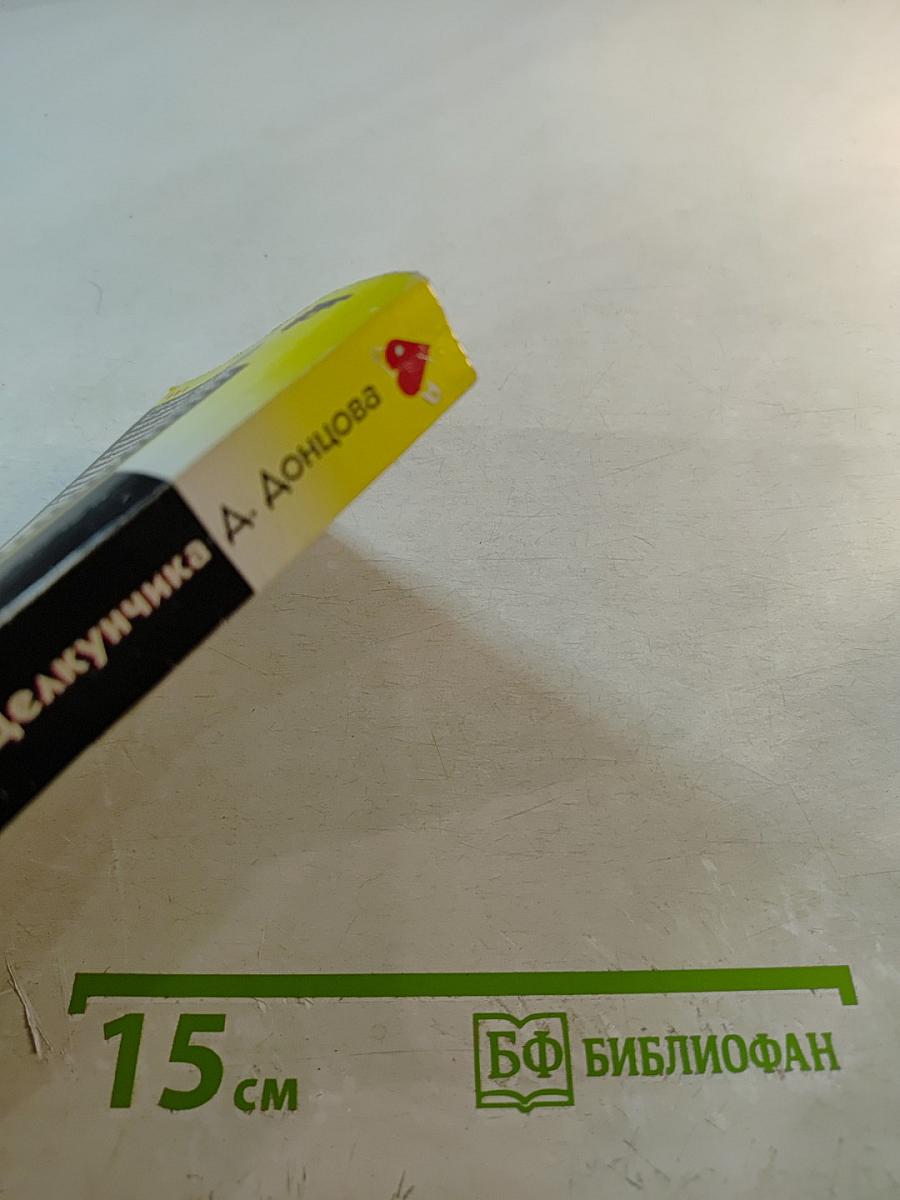 Д. Донцова
Щелкунчика
15 см
БФ БИБЛИОФАН